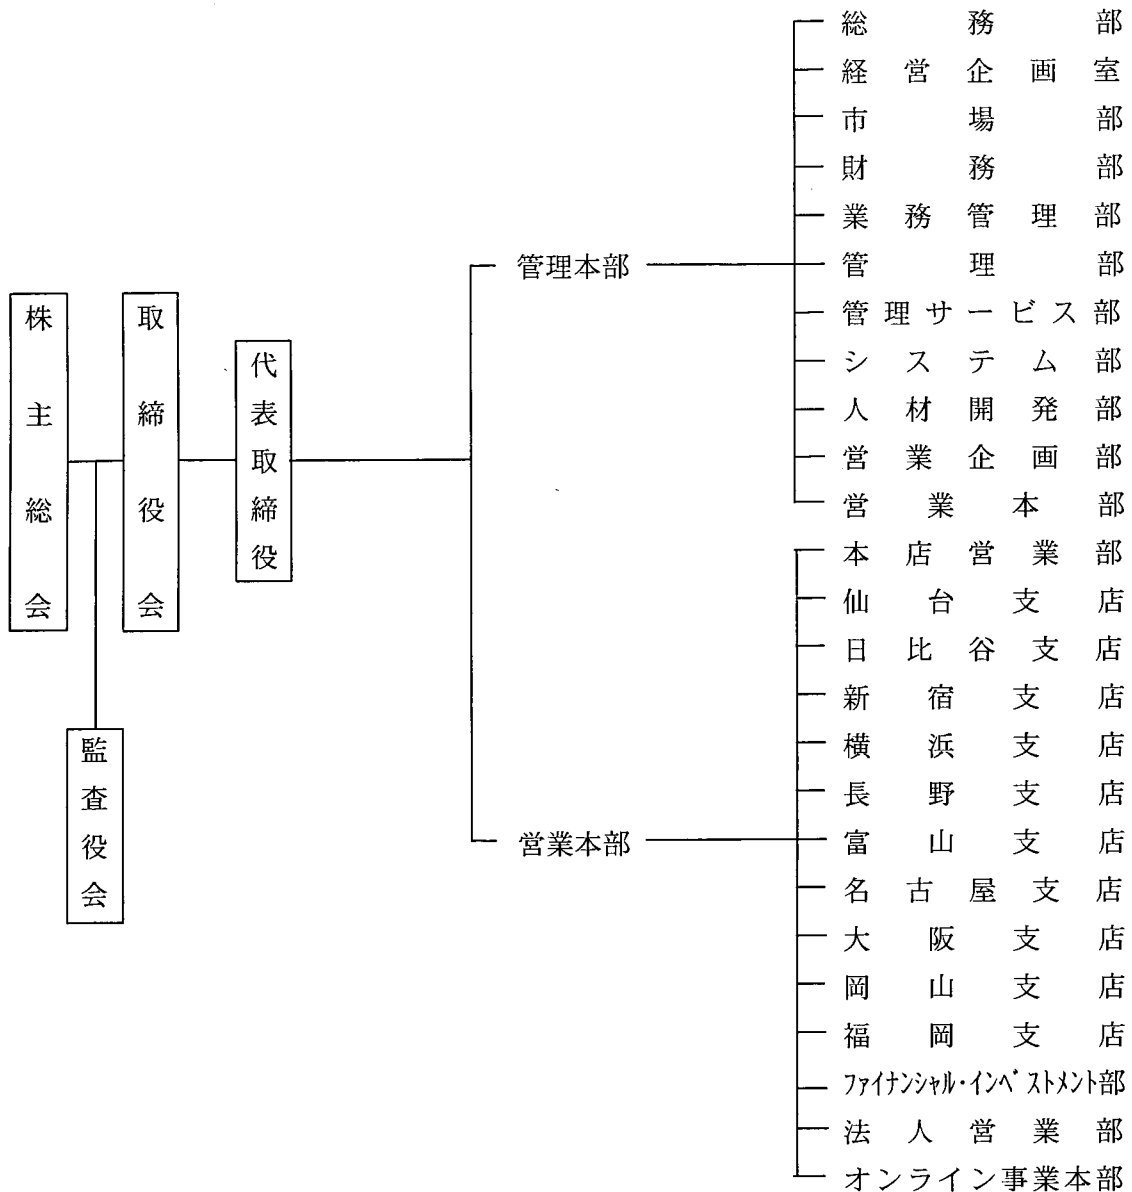 株主総会
取締役会
代表取締役
監査役会
管理本部
総務部
経営企画室
市場部
財務部
業務管理部
管理部
管理サービス部
システム部
人材開発部
営業企画部
営業本部
営業本部
本店営業部
仙台支店
日比谷支店
新宿支店
横浜支店
長野支店
富山支店
名古屋支店
大阪支店
岡山支店
福岡支店
ファイナンシャル・インベストメント部
法人営業部
オンライン事業本部